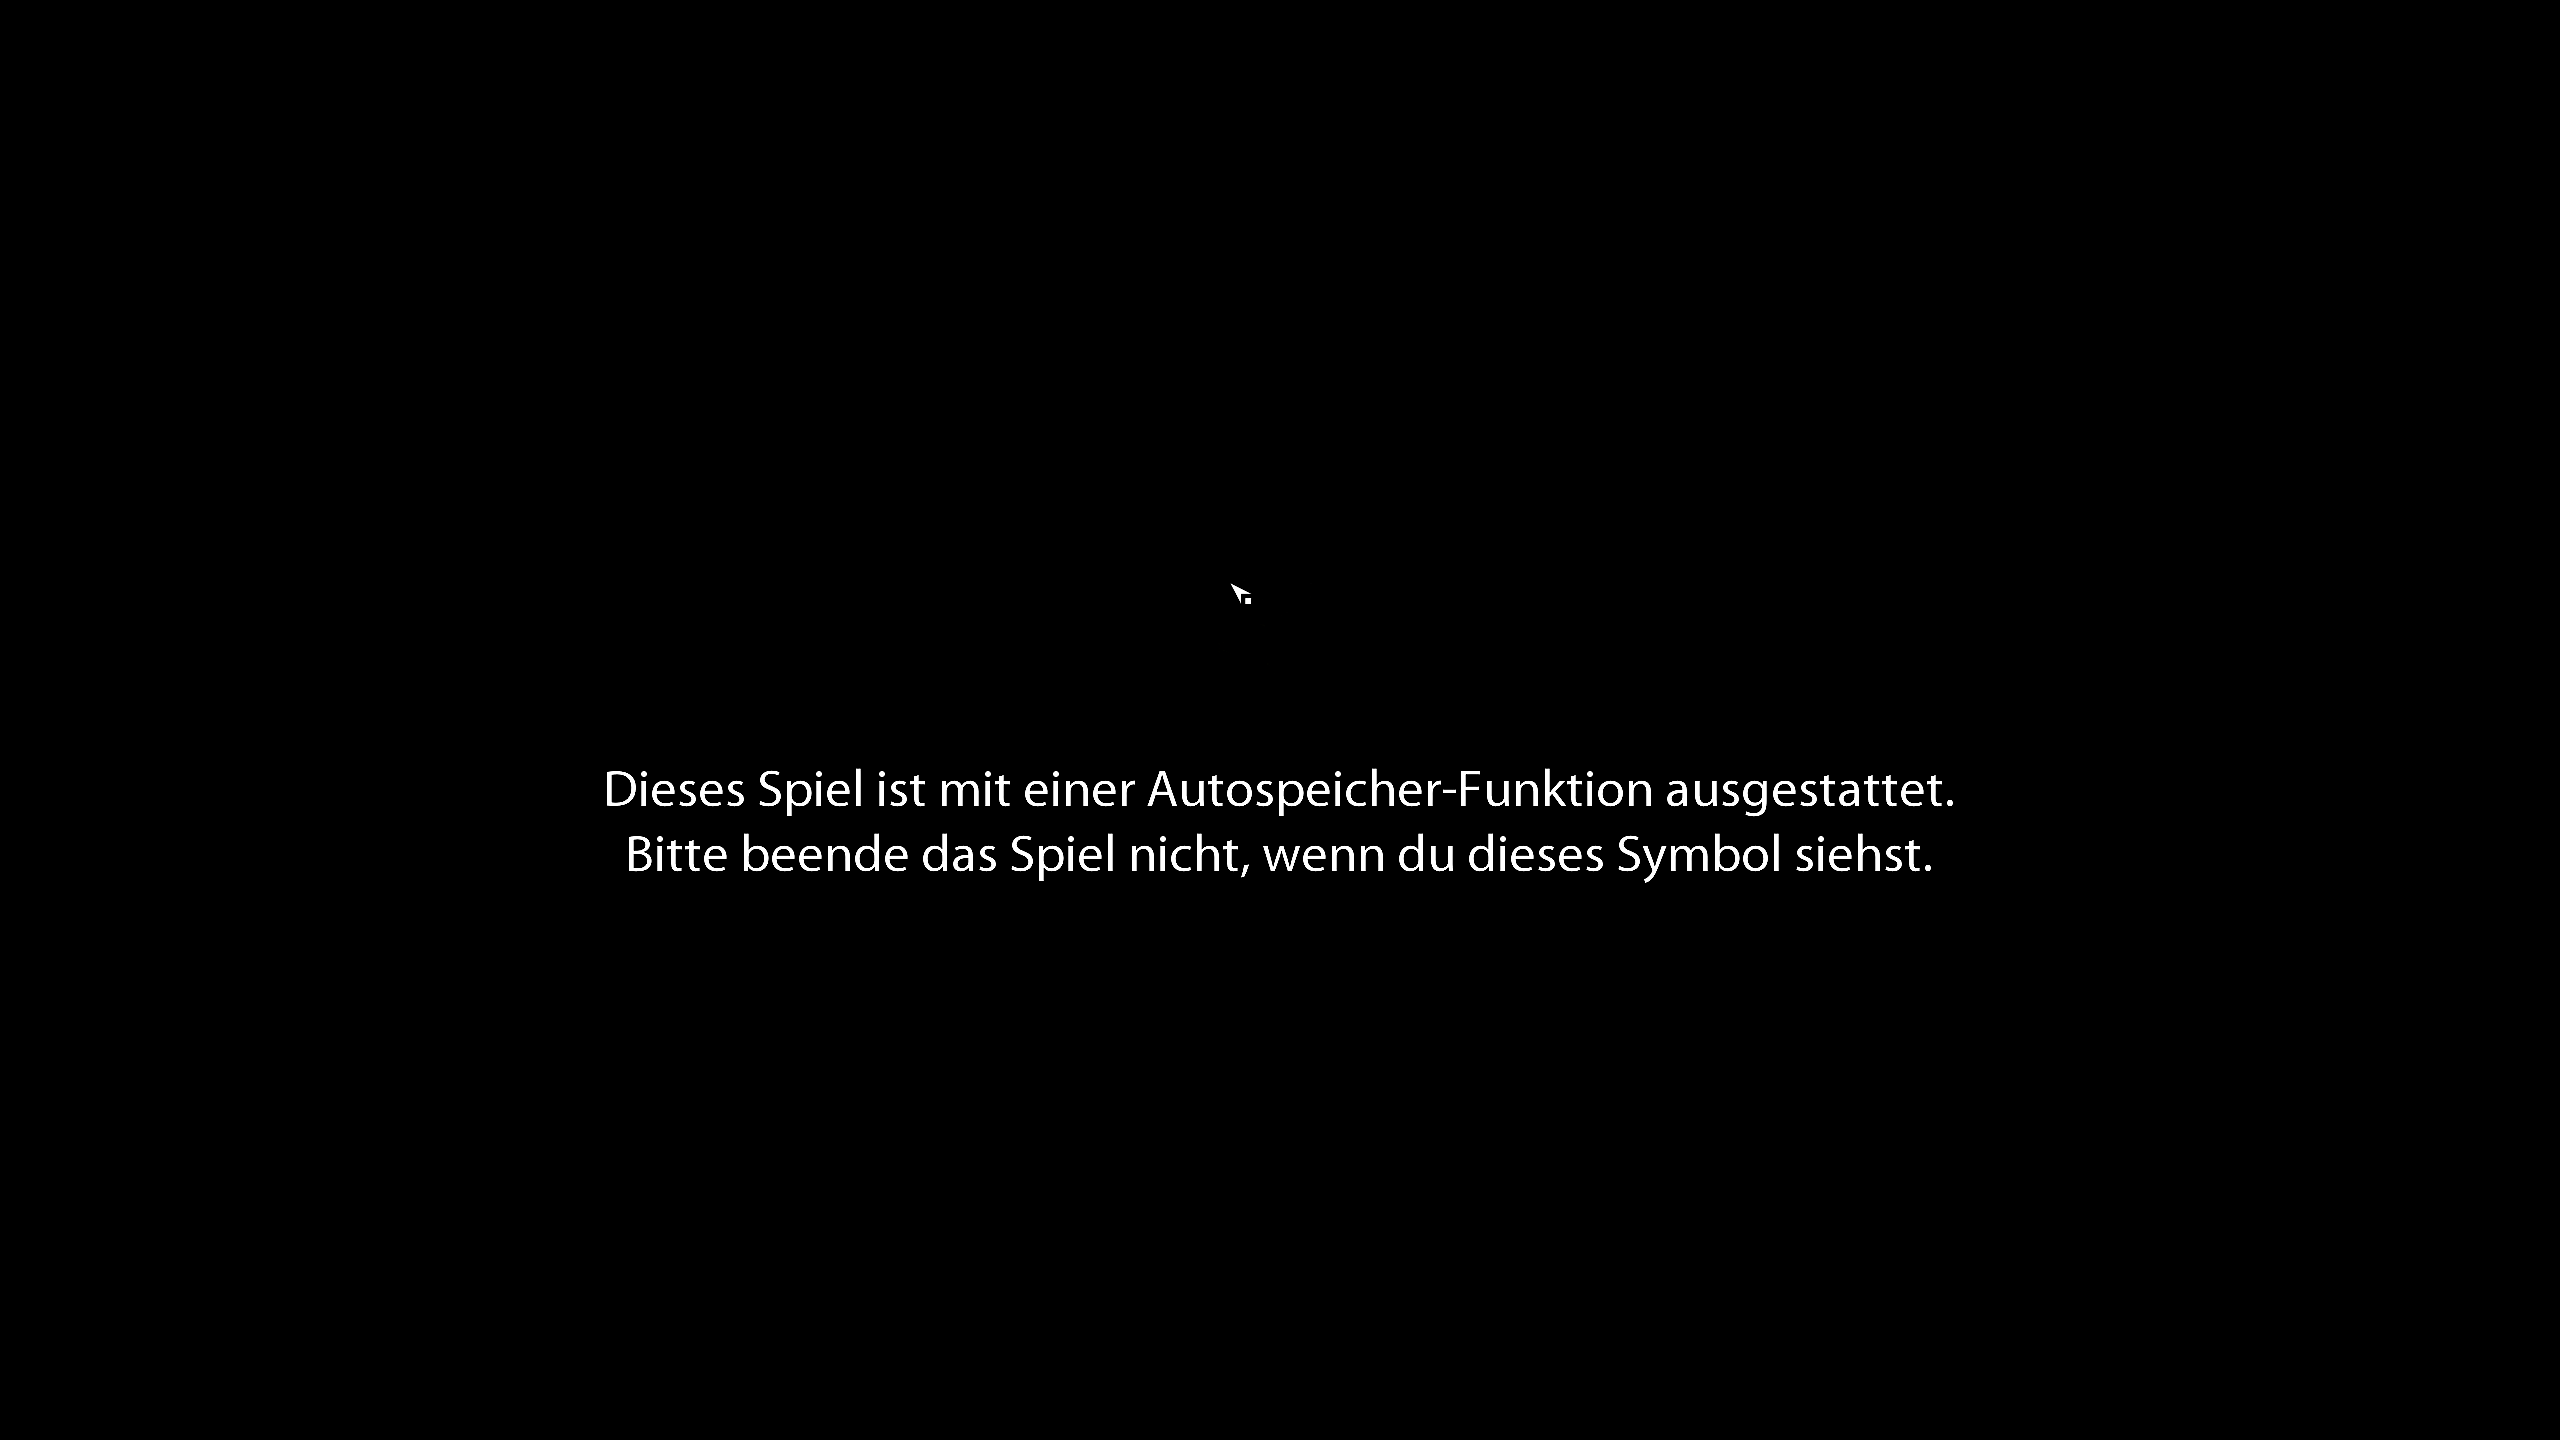 Dieses Spiel ist mit einer Autospeicher-Funktion ausgestattet.
Bitte beende das Spiel nicht, wenn du dieses Symbol siehst.